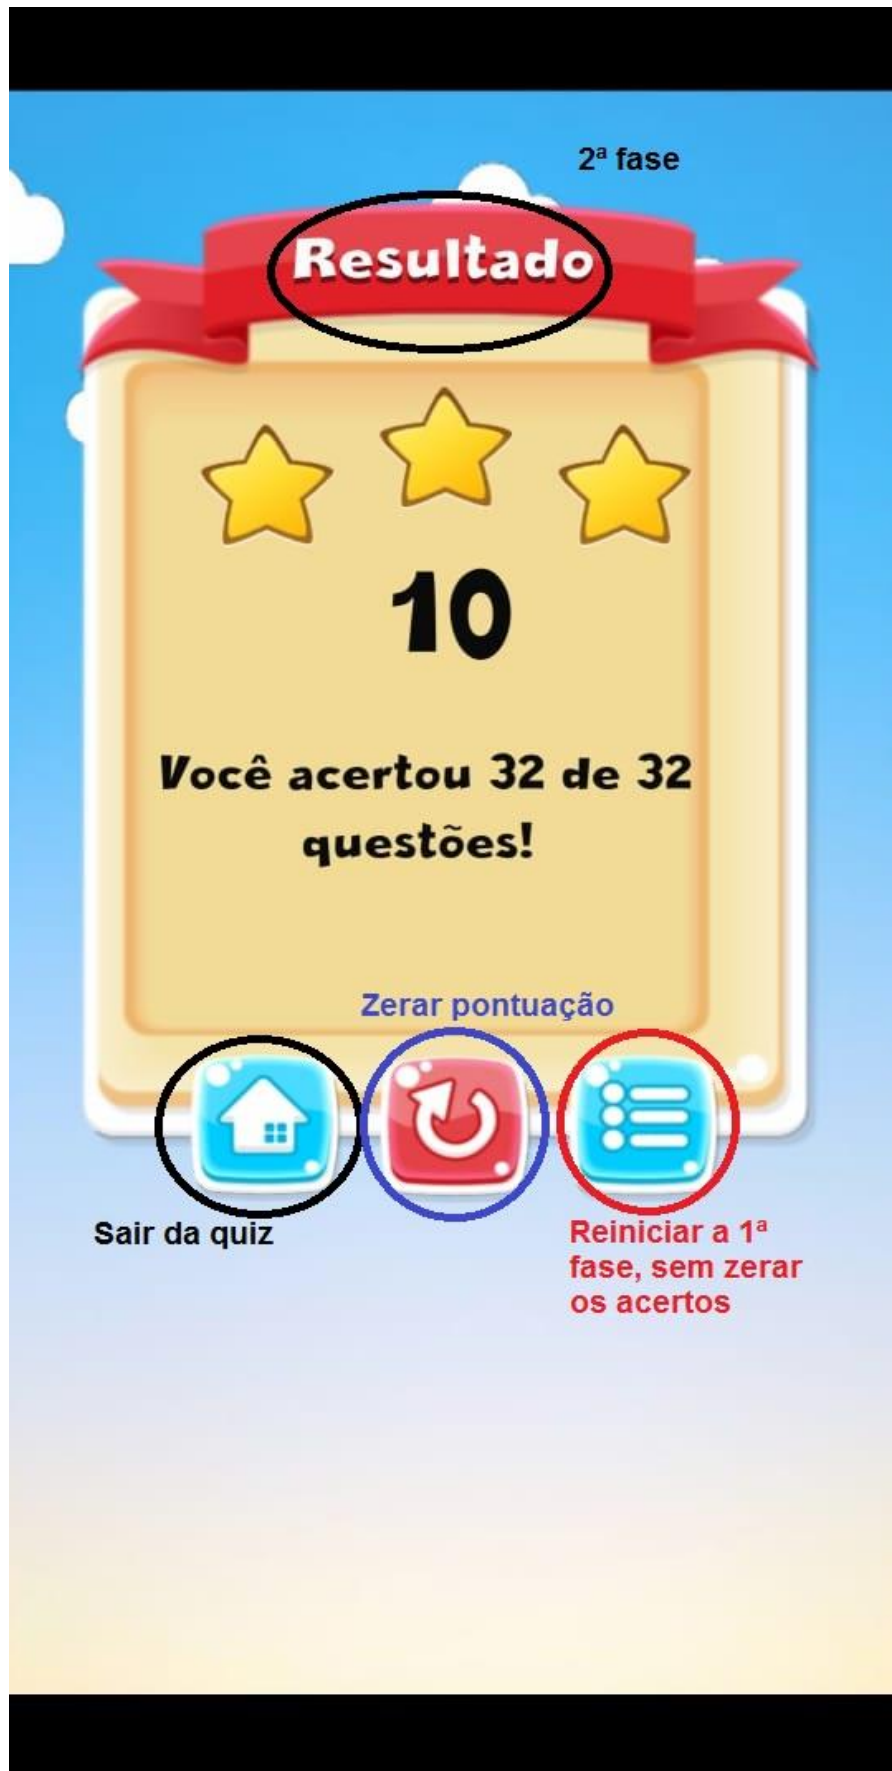 2ª fase
Resultado
10
Você acertou 32 de 32
questões!
Zerar pontuação
Sair da quiz
Reiniciar a 1ª
fase, sem zerar
os acertos